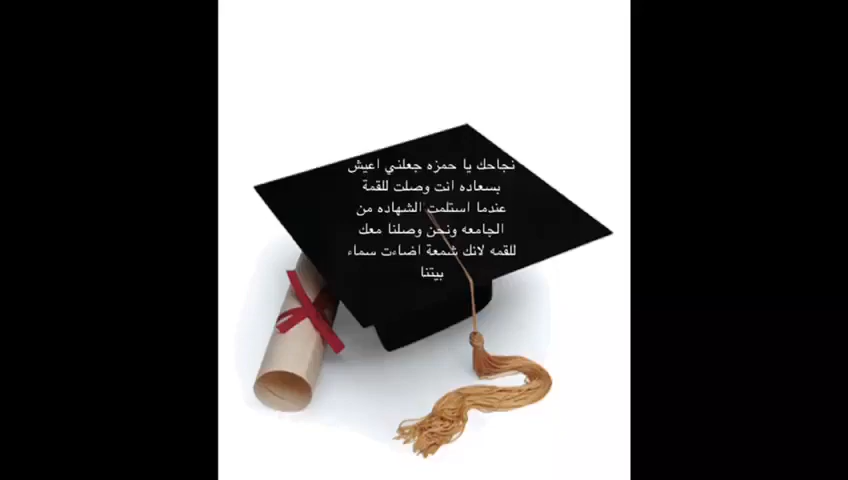 نجاحك يا حمزه جعلني اعيش
بسعاده انت وصلت للقمة
عندما استلمت الشهاده من
الجامعه ونحن وصلنا معك
للقمه لانك شمعة اضاءت سماء
بيتنا